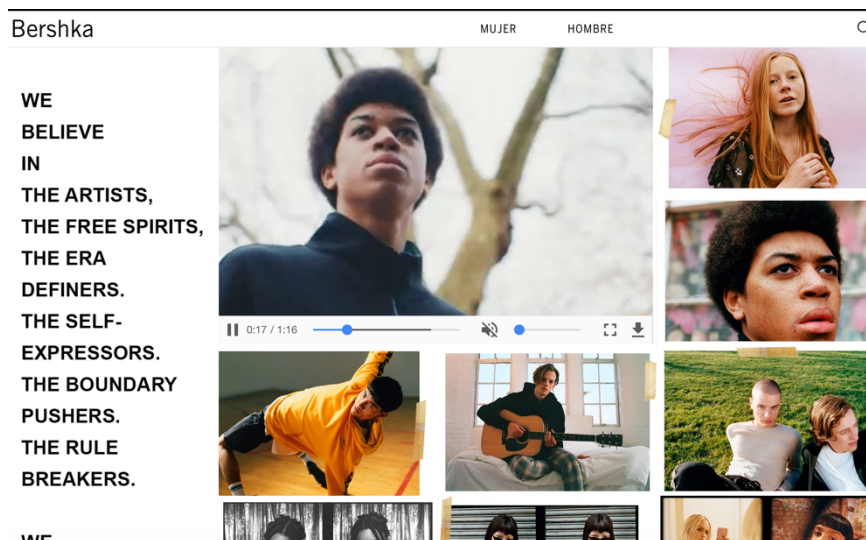 Bershka
MUJER HOMBRE
WE
BELIEVE
IN
THE ARTISTS,
THE FREE SPIRITS,
THE ERA
DEFINERS.
THE SELF-
EXPRESSORS.
THE BOUNDARY
PUSHERS.
THE RULE
BREAKERS.
0:17 / 1:16
WE